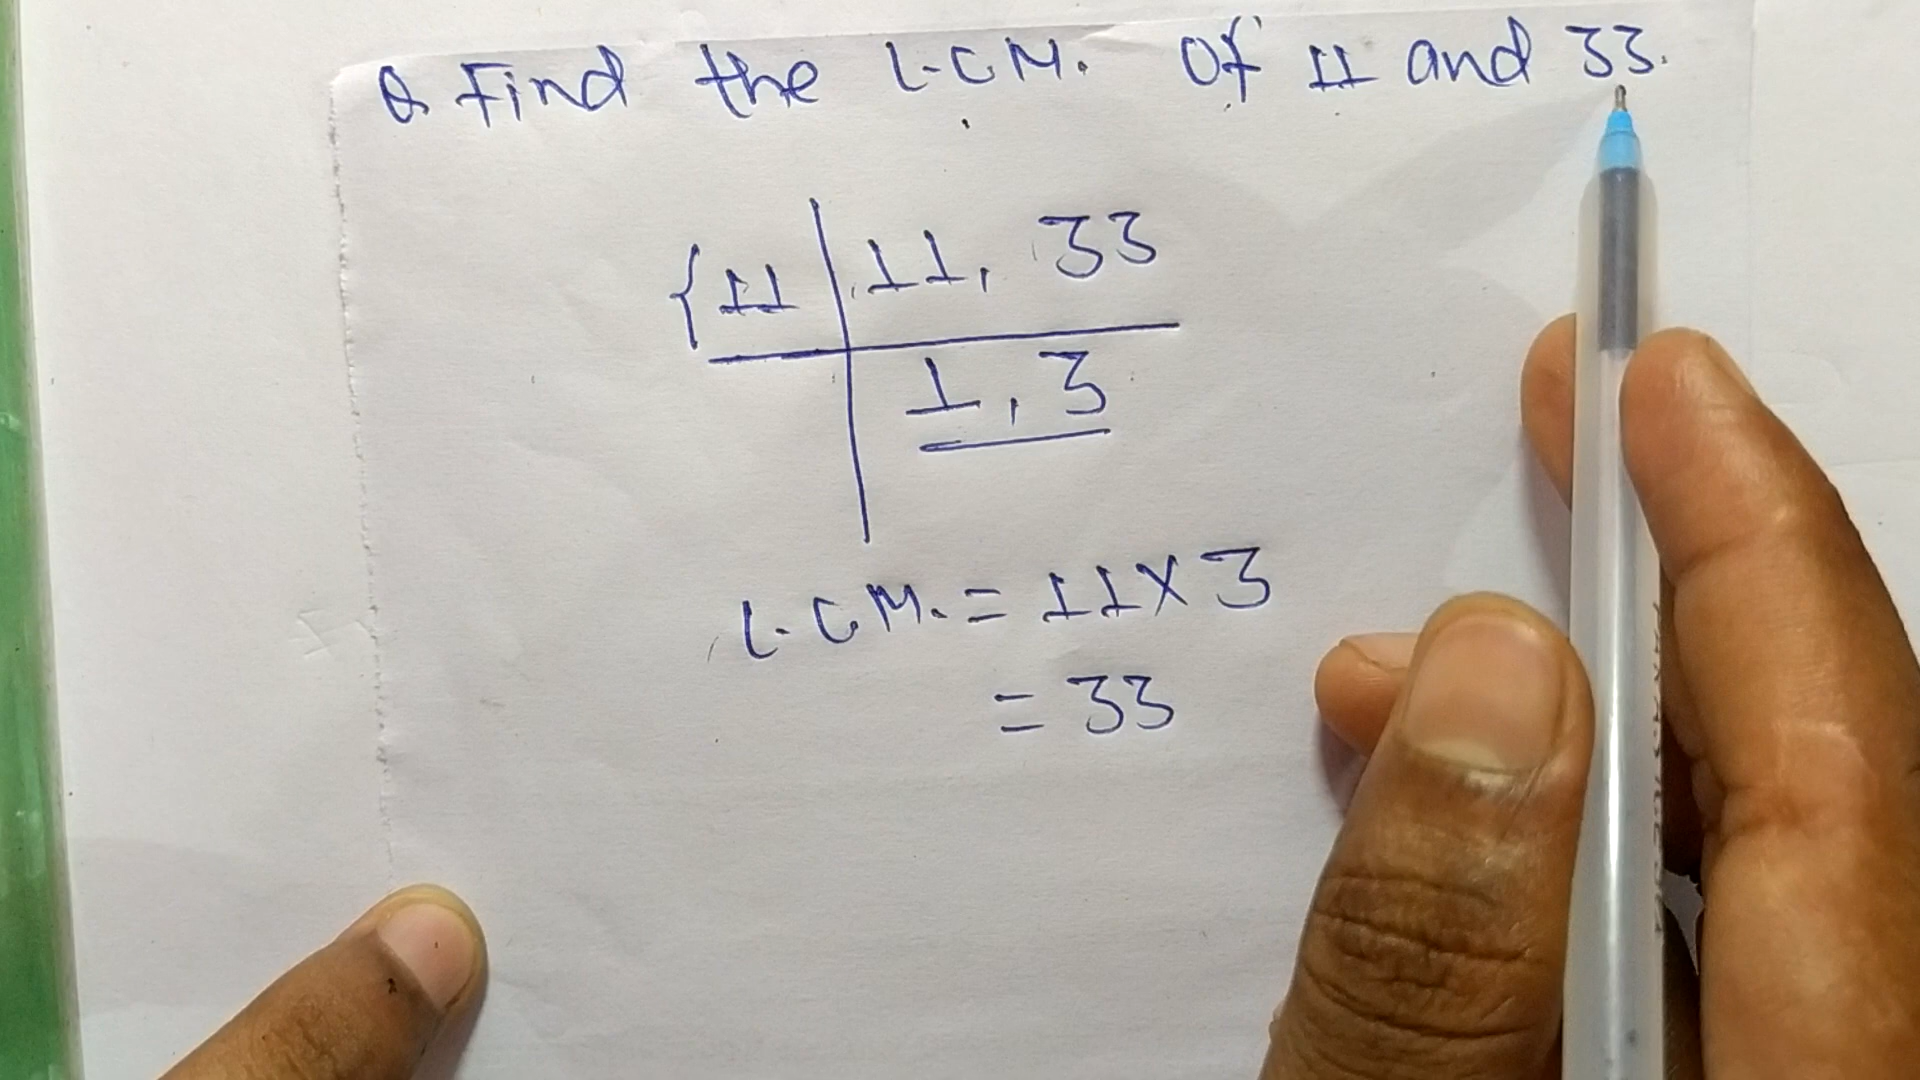 Q. Find the L.C.M. of 11 and 33.
{11 | 11, 33
1, 3
L.C.M. = 11 X 3
= 33